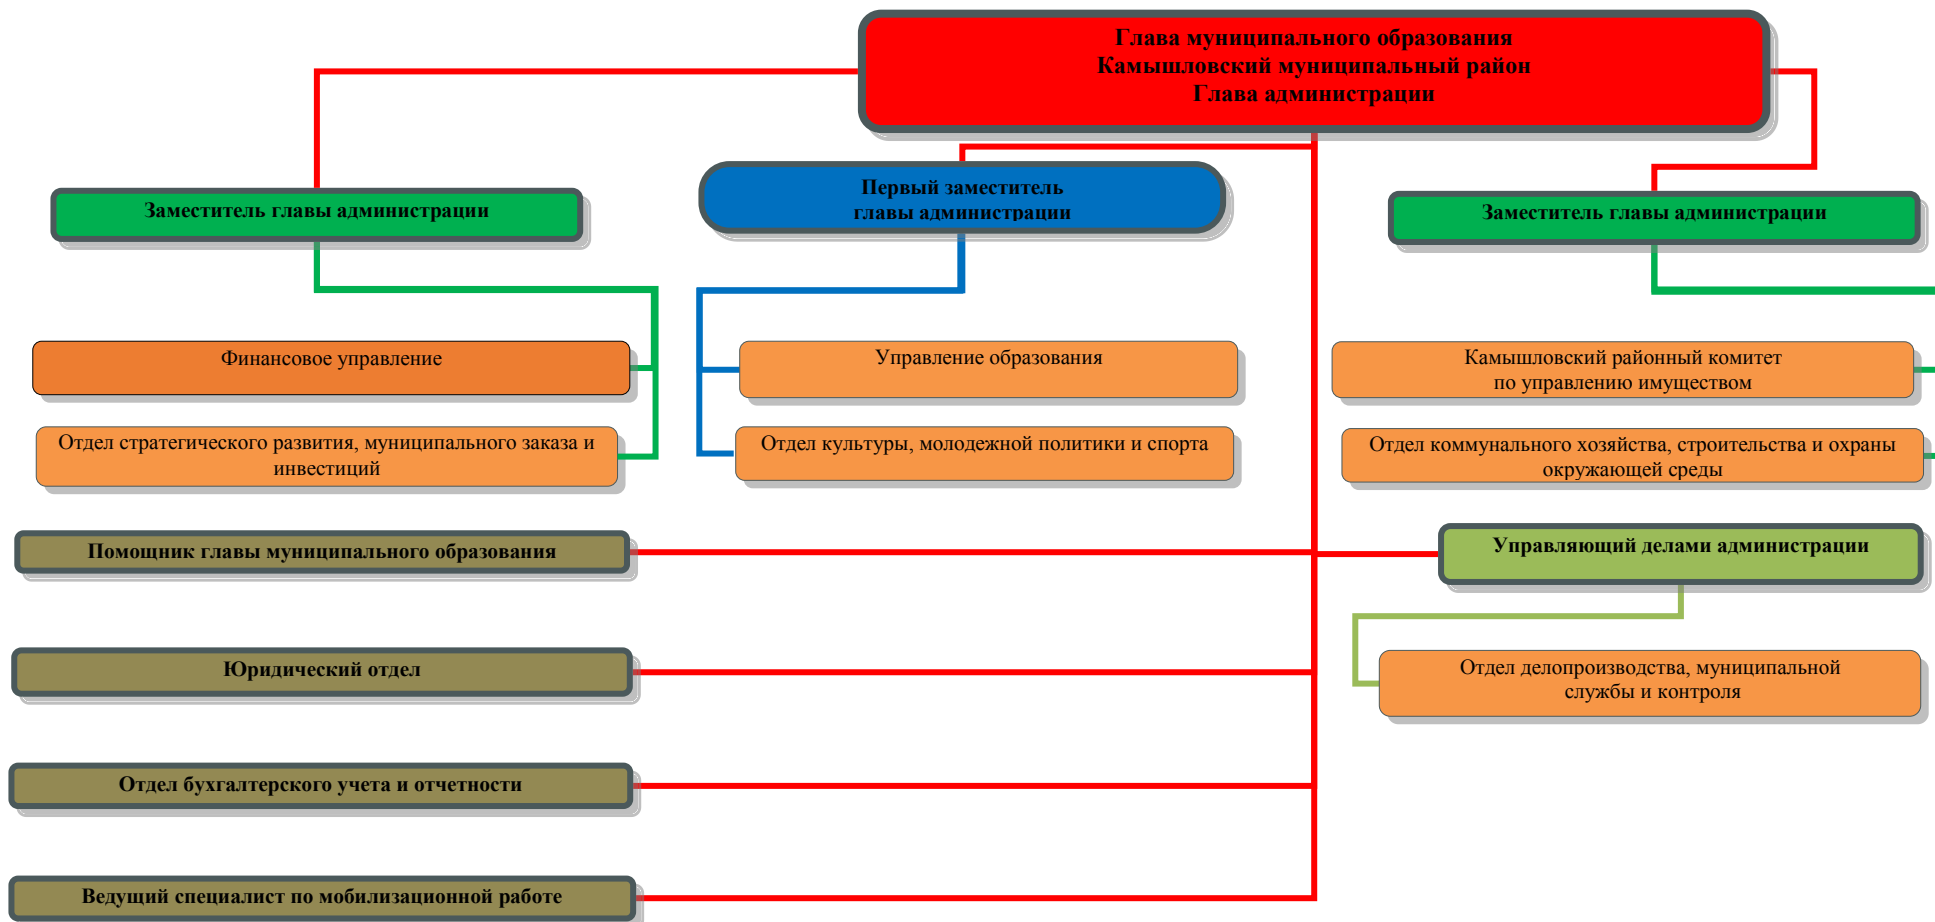 Глава муниципального образования
Камышловский муниципальный район
Глава администрации
Заместитель главы администрации
Первый заместитель
главы администрации
Заместитель главы администрации
Финансовое управление
Управление образования
Камышловский районный комитет
по управлению имуществом
Отдел стратегического развития, муниципального заказа и
инвестиций
Отдел культуры, молодежной политики и спорта
Отдел коммунального хозяйства, строительства и охраны
окружающей среды
Помощник главы муниципального образования
Управляющий делами администрации
Юридический отдел
Отдел делопроизводства, муниципальной
службы и контроля
Отдел бухгалтерского учета и отчетности
Ведущий специалист по мобилизационной работе